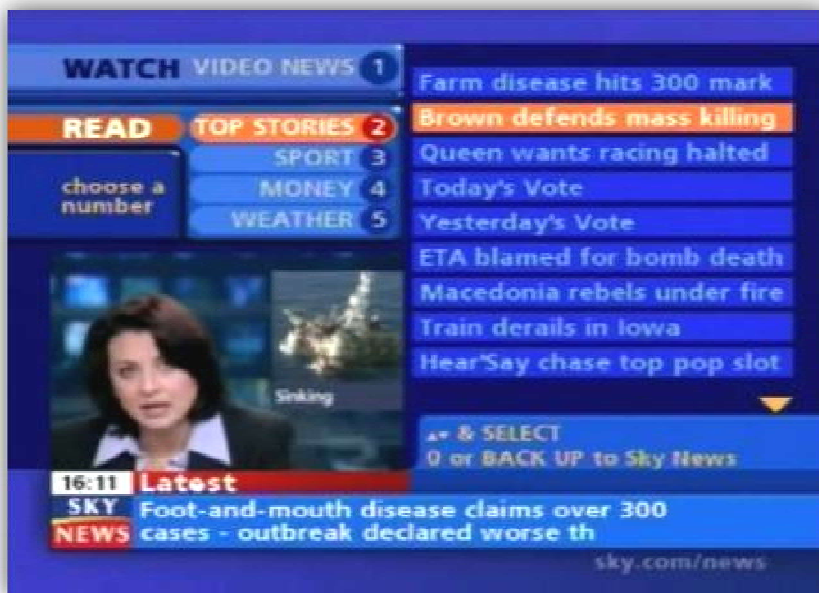 WATCH VIDEO NEWS 1
READ TOP STORIES 2
SPORT 3
choose a
number
MONEY 4
WEATHER 5
Farm disease hits 300 mark
Brown defends mass killing
Queen wants racing halted
Today's Vote
Yesterday's Vote
ETA blamed for bomb death
Macedonia rebels under fire
Train derails in Iowa
Hear'Say chase top pop slot
Sinking
& SELECT
0 or BACK UP to Sky News
16:11 Latest
SKY
NEWS
Foot-and-mouth disease claims over 300
cases - outbreak declared worse th
sky.com/news